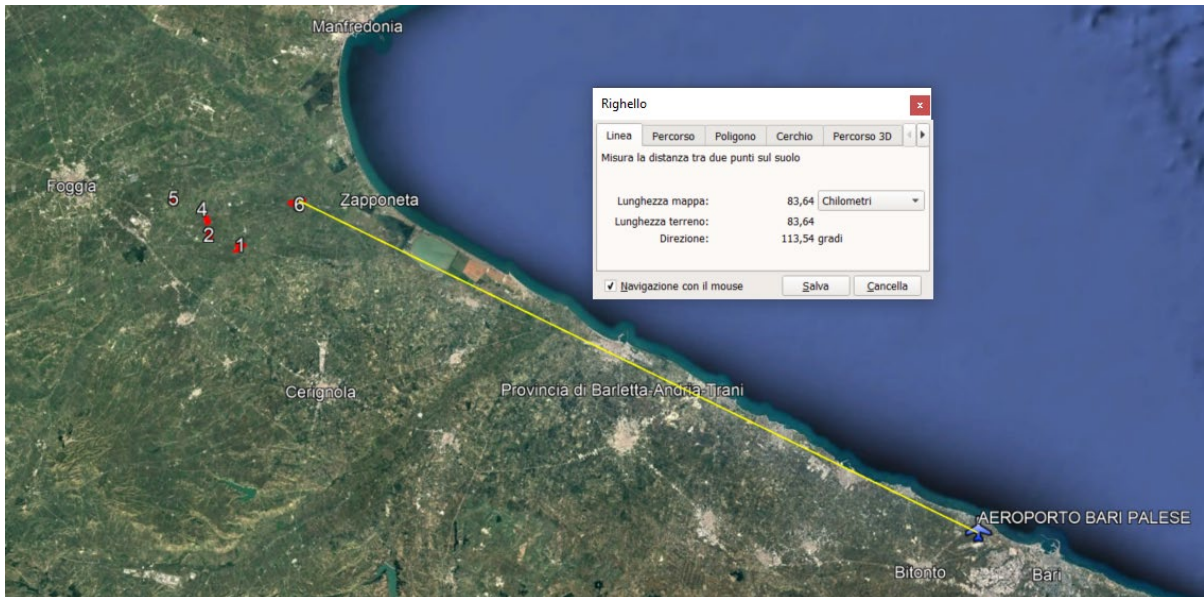 Manfredonia
Righello
x
Linea Percorso Poligono Cerchio Percorso 3D
Misura la distanza tra due punti sul suolo
Lunghezza mappa: 83,64 Chilometri
Lunghezza terreno: 83,64
Direzione: 113,54 gradi
Navigazione con il mouse Salva Cancella
Foggia
5
4
2
1
6
Zapponeta
Cerignola
Provincia di Barletta-Andria-Trani
AEROPORTO BARI PALESE
Bitonto
Bari